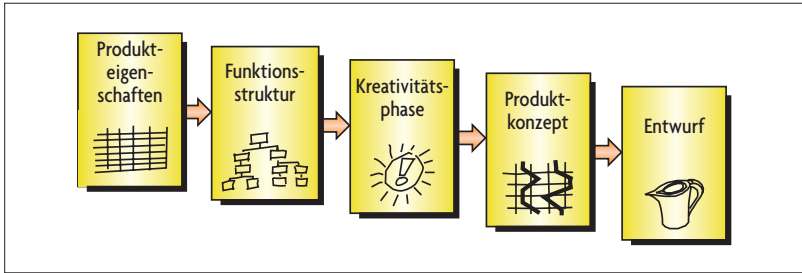 Produkt-
eigen-
schaften
Funktions-
struktur
Kreativitäts-
phase
Produkt-
konzept
Entwurf